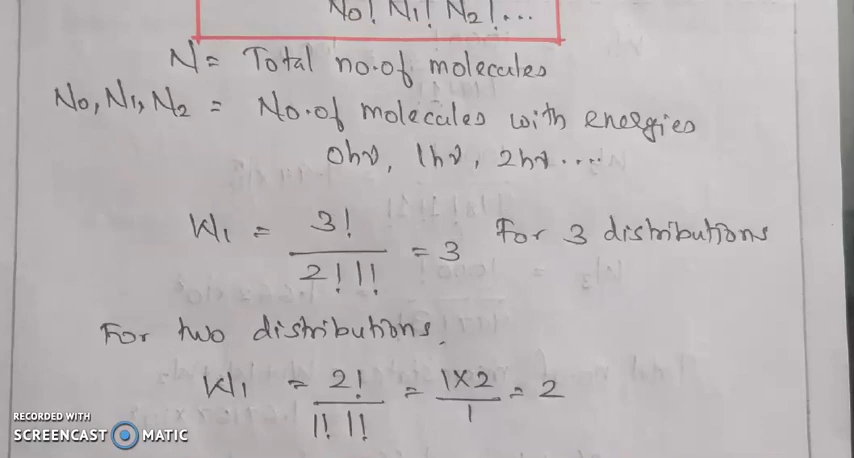 N0! N1! N2!...
N = Total no.of molecules
N0, N1, N2 = No.of molecules with energies
0hν, 1hν, 2hν....
W1 = 3! / 2! 1! = 3 For 3 distributions
For two distributions,
W1 = 2! / 1! 1! = 1×2 / 1 = 2
RECORDED WITH
SCREENCAST MATIC